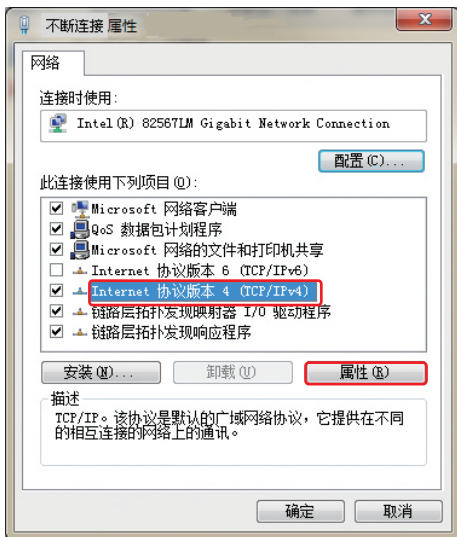 不断连接 属性
网络
连接时使用:
Intel(R) 82567LM Gigabit Network Connection
配置(C)...
此连接使用下列项目(O):
Microsoft 网络客户端
QoS 数据包计划程序
Microsoft 网络的文件和打印机共享
Internet 协议版本 6 (TCP/IPv6)
Internet 协议版本 4 (TCP/IPv4)
链路层拓扑发现映射器 I/O 驱动程序
链路层拓扑发现响应程序
安装(N)... 卸载(U) 属性(R)
描述
TCP/IP。该协议是默认的广域网络协议，它提供在不同
的相互连接的网络上的通讯。
确定 取消